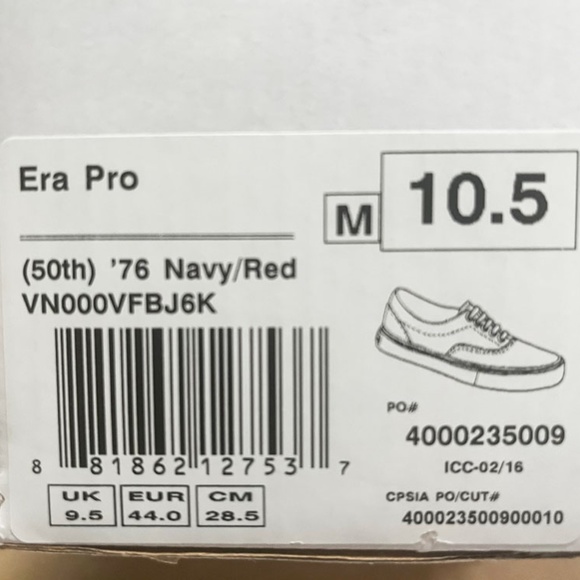 Era Pro
M 10.5
(50th) '76 Navy/Red
VN000VFBJ6K
8 81862 12753 7
PO#
4000235009
ICC-02/16
UK EUR CM
9.5 44.0 28.5
CPSIA PO/CUT#
400023500900010